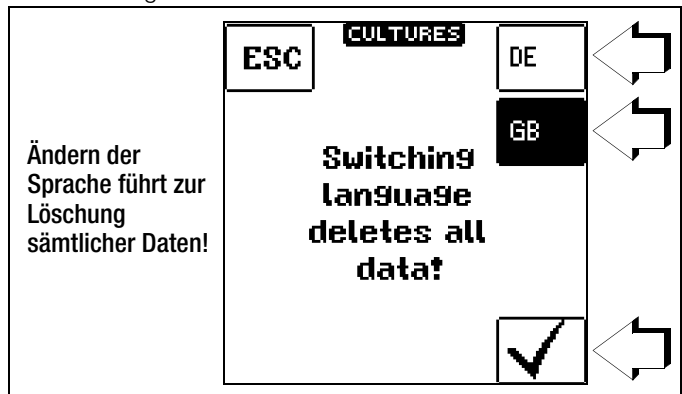 CULTURES
ESC
DE
GB
Ändern der
Sprache führt zur
Löschung
sämtlicher Daten!
Switching
language
deletes all
data!